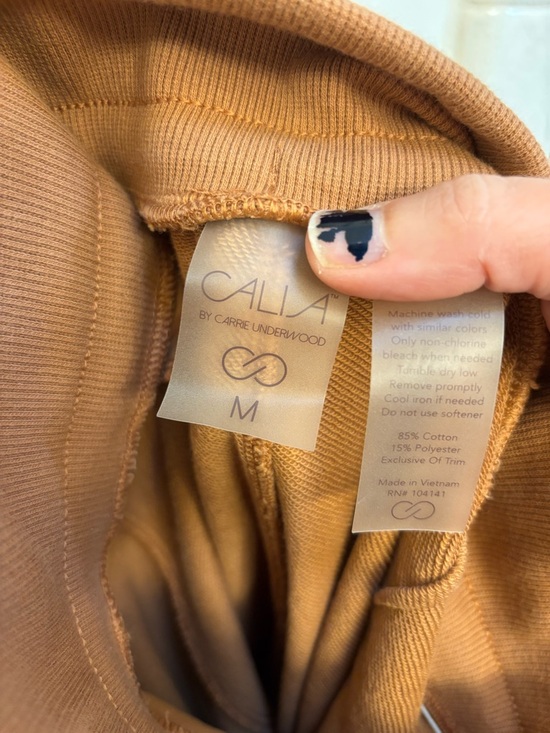 CALIA™
BY CARRIE UNDERWOOD
M
Machine wash cold
with similar colors
Only non-chlorine
bleach when needed
Tumble dry low
Remove promptly
Cool iron if needed
Do not use softener
85% Cotton
15% Polyester
Exclusive Of Trim
Made in Vietnam
RN# 104141